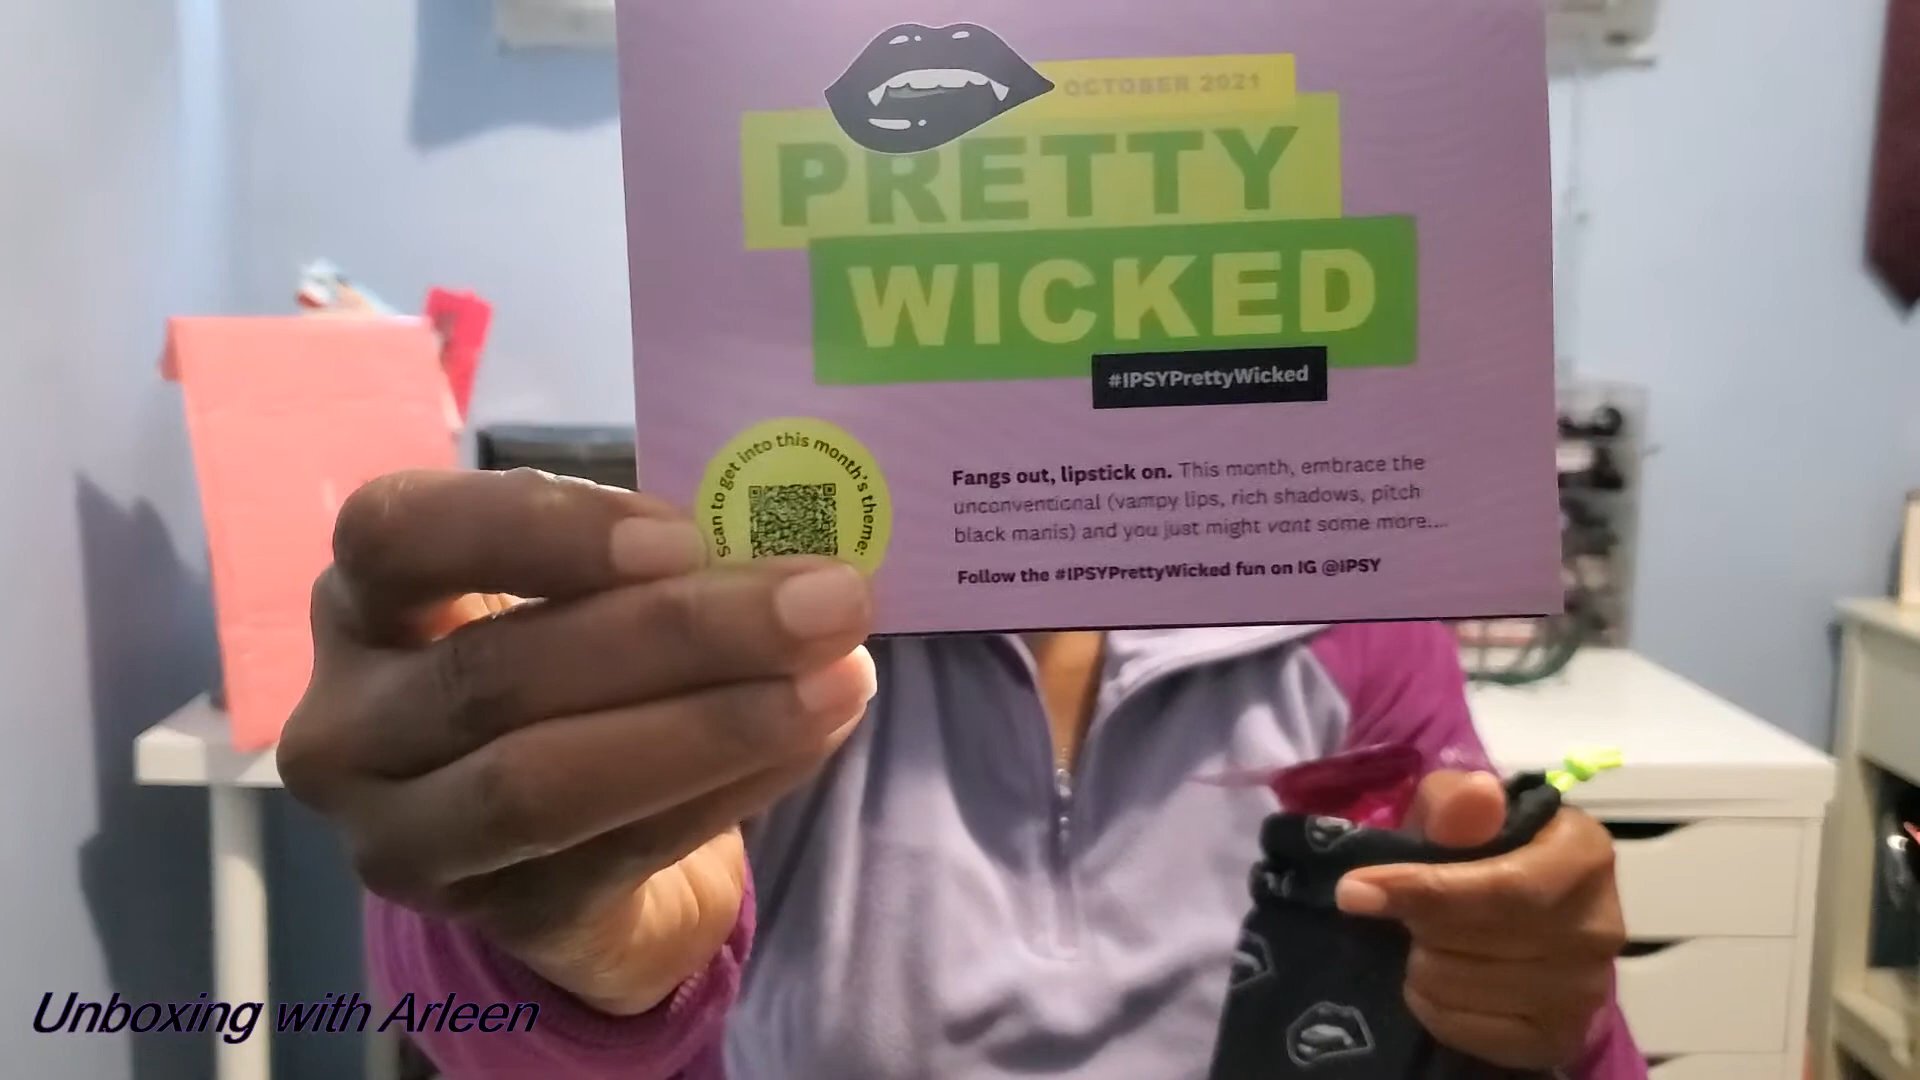 OCTOBER 2021
PRETTY
WICKED
#IPSYPrettyWicked
Scan to get into this month's theme:
Fangs out, lipstick on. This month, embrace the
unconventional (vampy lips, rich shadows, pitch
black manis) and you just might vant some more....
Follow the #IPSYPrettyWicked fun on IG @IPSY
Unboxing with Arleen